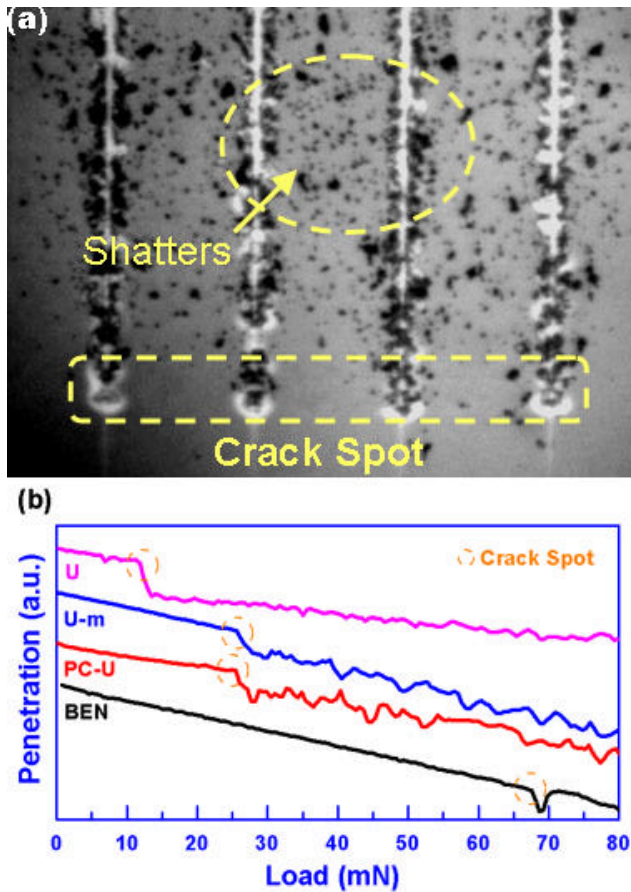 (a)
Shatters
Crack Spot
(b)
Crack Spot
U
U-m
PC-U
BEN
Penetration (a.u.)
0 10 20 30 40 50 60 70 80
Load (mN)